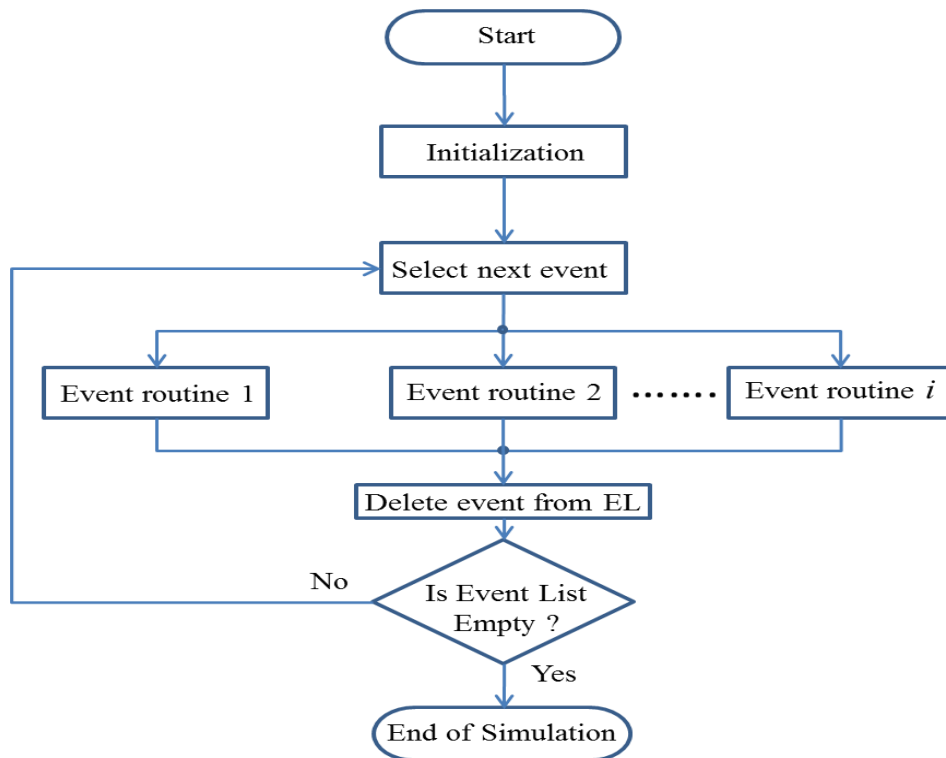 Start
Initialization
Select next event
Event routine 1
Event routine 2
.......
Event routine i
Delete event from EL
No
Is Event List
Empty ?
Yes
End of Simulation